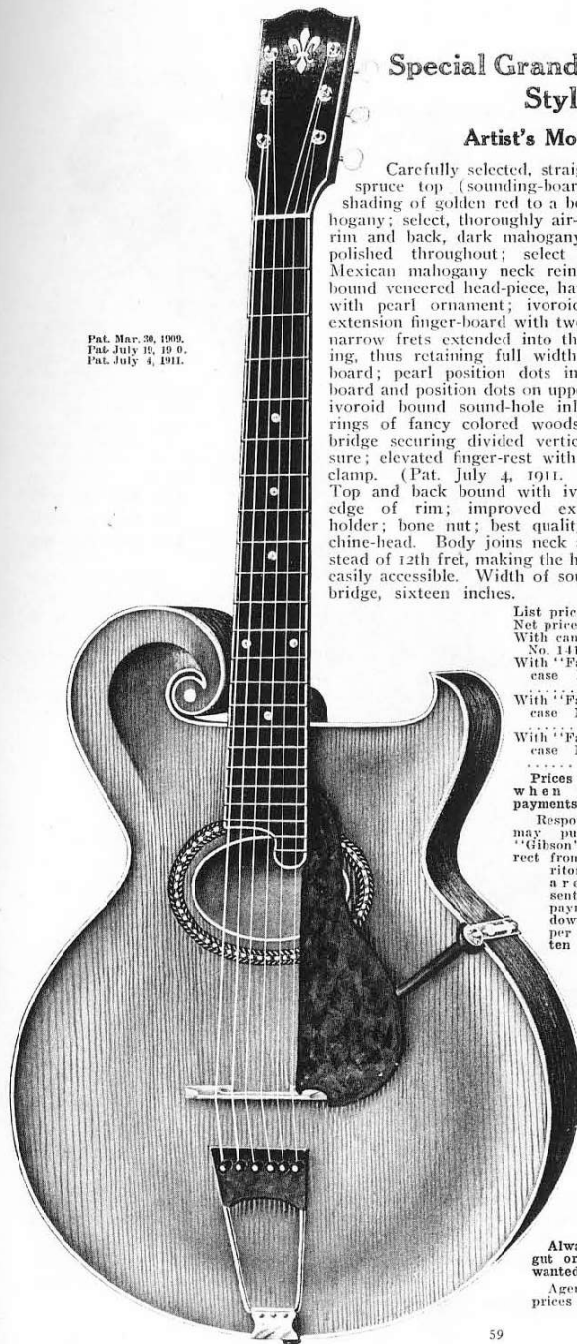 Special Grand
Styl
Artist's Mo
Carefully selected, straig
spruce top (sounding-boar
shading of golden red to a be
hogany; select, thoroughly air-
rim and back, dark mahogany
polished throughout; select
Mexican mahogany neck rein
bound veneered head-piece, ha
with pearl ornament; ivoroid
extension finger-board with tw
narrow frets extended into th
ing, thus retaining full width
board; pearl position dots in
board and position dots on upp
ivoroid bound sound-hole inl
rings of fancy colored woods
bridge securing divided vertic
sure; elevated finger-rest with
clamp. (Pat. July 4, 1911.
Top and back bound with iv
edge of rim; improved ex
holder; bone nut; best qualit
chine-head. Body joins neck
stead of 12th fret, making the h
easily accessible. Width of sou
bridge, sixteen inches.
Pat. Mar. 30, 1909.
Pat. July 19, 19 0.
Pat. July 4, 1911.
List pric
Net price
With can
No. 141
With "Fa
case
With "Fa
case
With "Fa
case
Prices
when
payments
Respo
may pu
"Gibson"
rect from
ritor
are
sent
payn
dow
per
ten
Alwa
gut or
wanted
Agen
prices
59